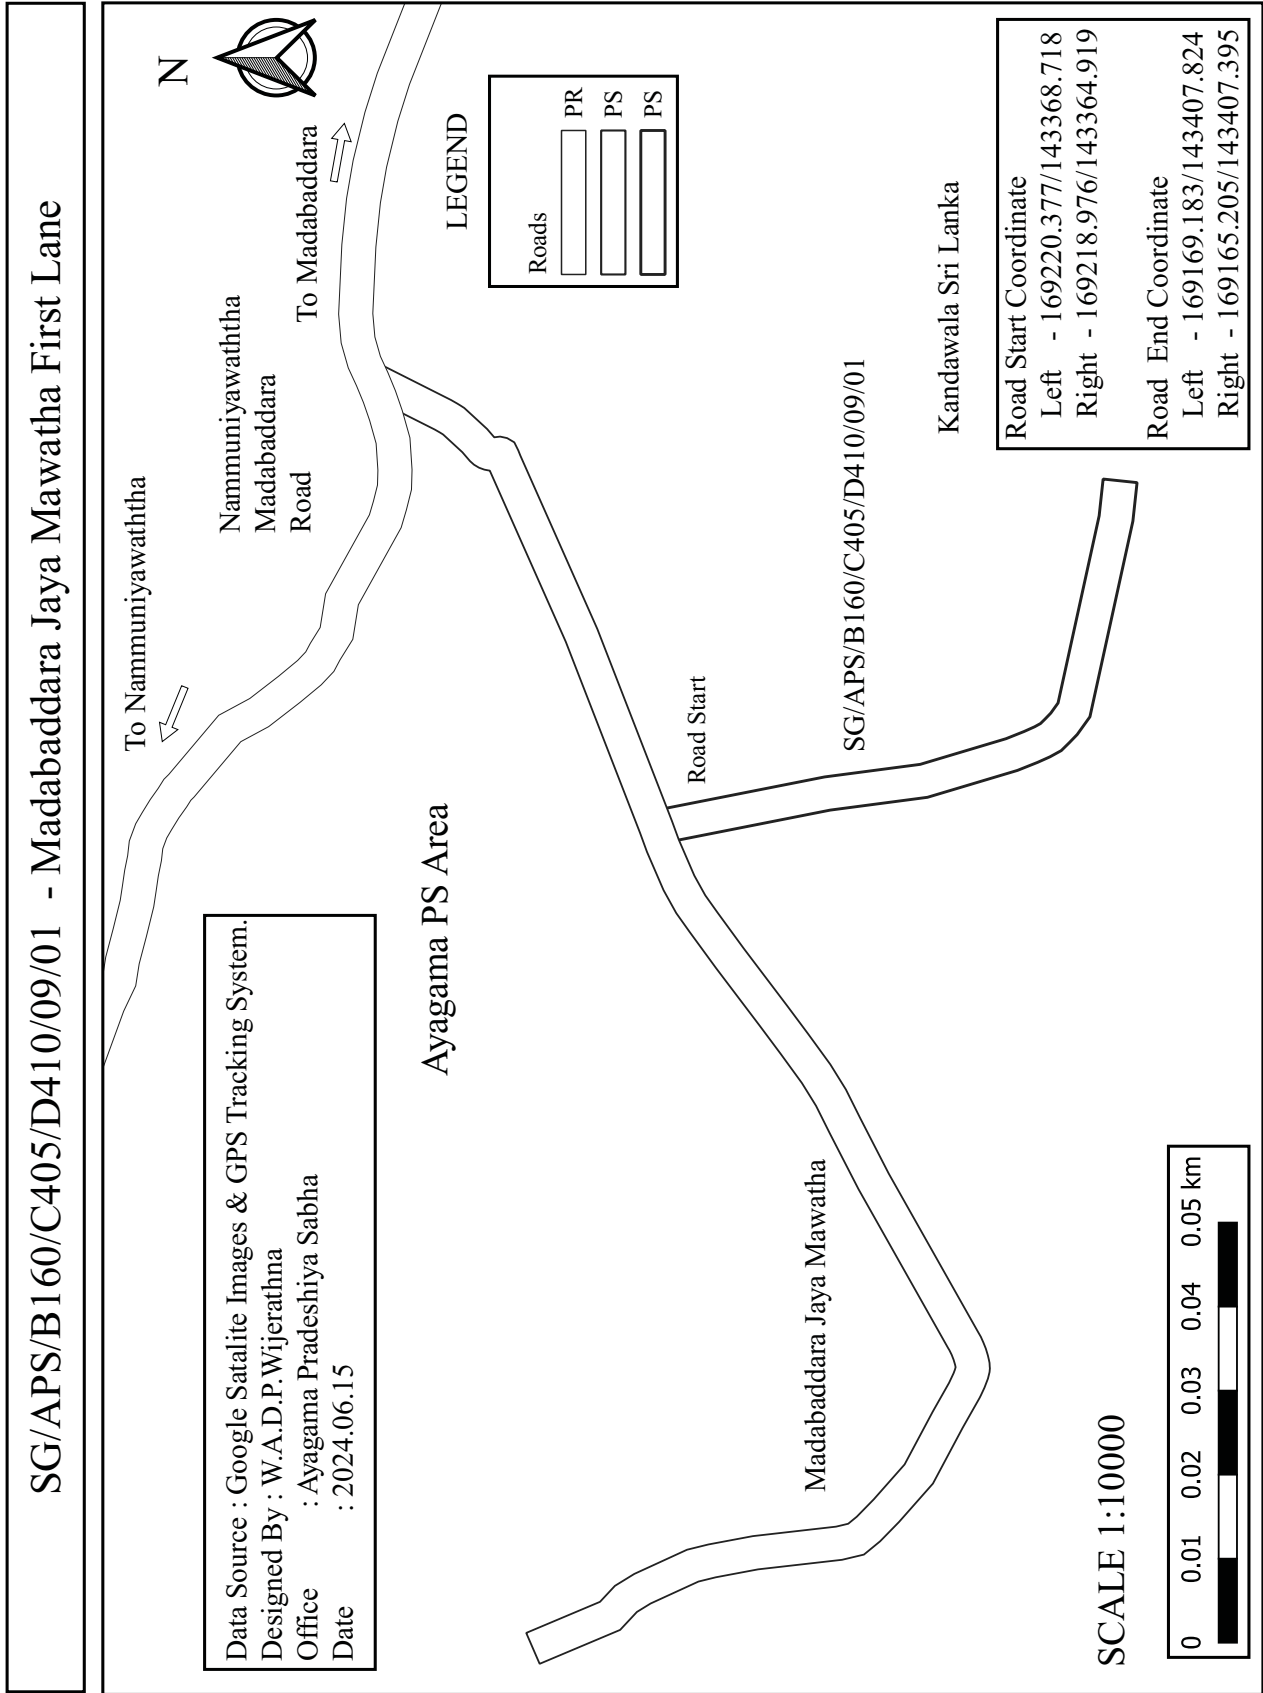 SG/APS/B160/C405/D410/09/01 - Madabaddara Jaya Mawatha First Lane
N
To Nammuniyawaththa
Nammuniyawaththa
Madabaddara
Road
To Madabaddara
Data Source : Google Satalite Images & GPS Tracking System.
Designed By : W.A.D.P.Wijerathna
Office : Ayagama Pradeshiya Sabha
Date : 2024.06.15
LEGEND
Roads
PR
PS
PS
Ayagama PS Area
Road Start
Madabaddara Jaya Mawatha
SG/APS/B160/C405/D410/09/01
Kandawala Sri Lanka
Road Start Coordinate
Left - 169220.377/143368.718
Right - 169218.976/143364.919
Road End Coordinate
Left - 169169.183/143407.824
Right - 169165.205/143407.395
SCALE 1:10000
0 0.01 0.02 0.03 0.04 0.05 km